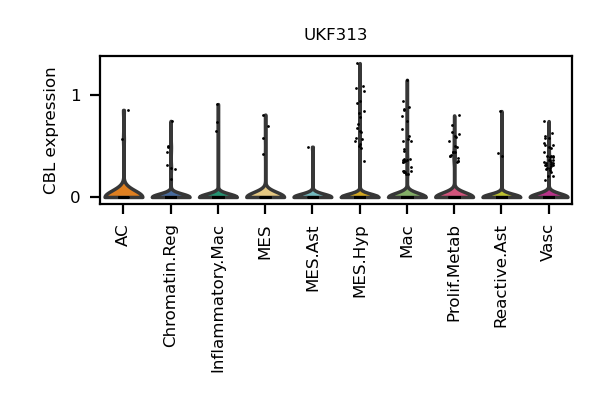 UKF313
CBL expression
1
0
AC
Chromatin.Reg
Inflammatory.Mac
MES
MES.Ast
MES.Hyp
Mac
Prolif.Metab
Reactive.Ast
Vasc